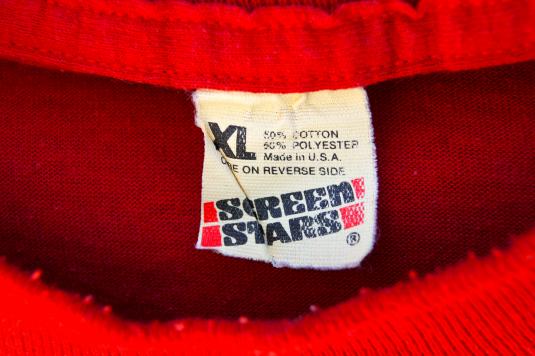 XL
50% COTTON
50% POLYESTER
Made in U.S.A.
ON REVERSE SIDE
SCREEN
STARS
®